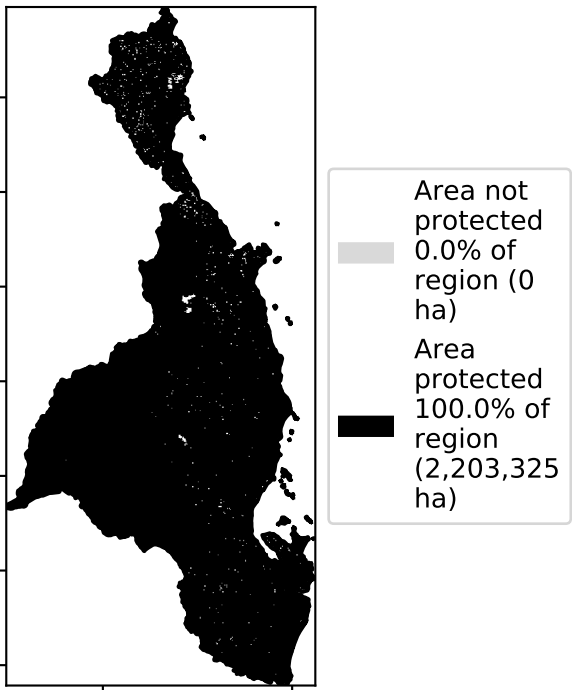 Area not
protected
0.0% of
region (0
ha)
Area
protected
100.0% of
region
(2,203,325
ha)